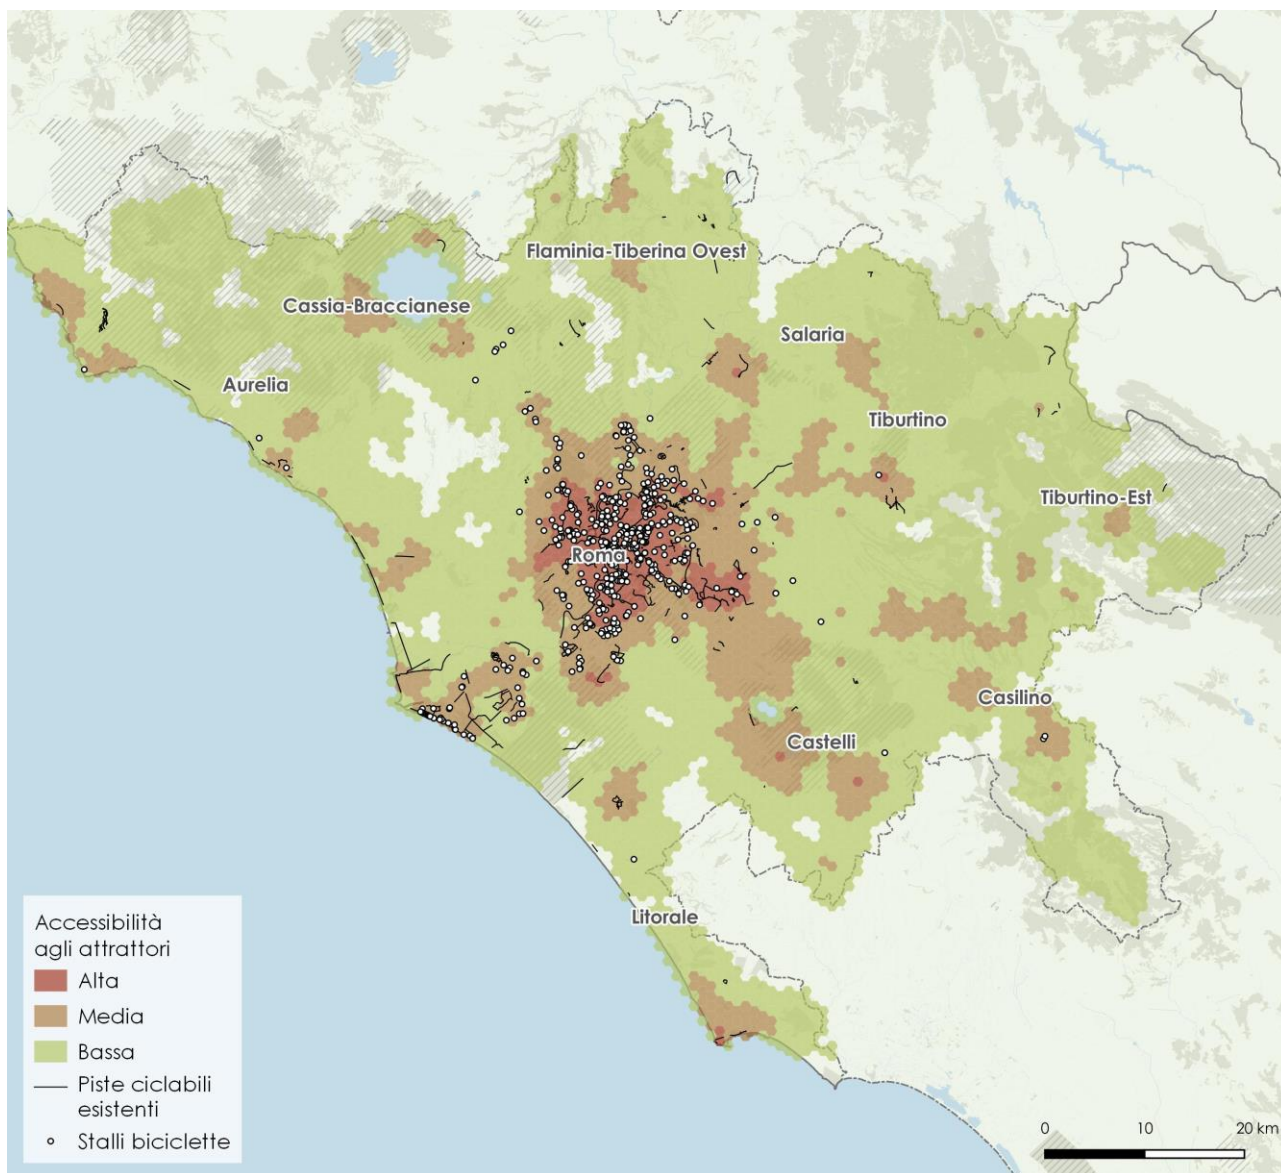 Flaminia-Tiberina Ovest
Cassia-Braccianese
Salaria
Aurelia
Tiburtino
Tiburtino-Est
Roma
Casilino
Castelli
Litorale
Accessibilità
agli attrattori
Alta
Media
Bassa
Piste ciclabili
esistenti
Stalli biciclette
0 10 20 km